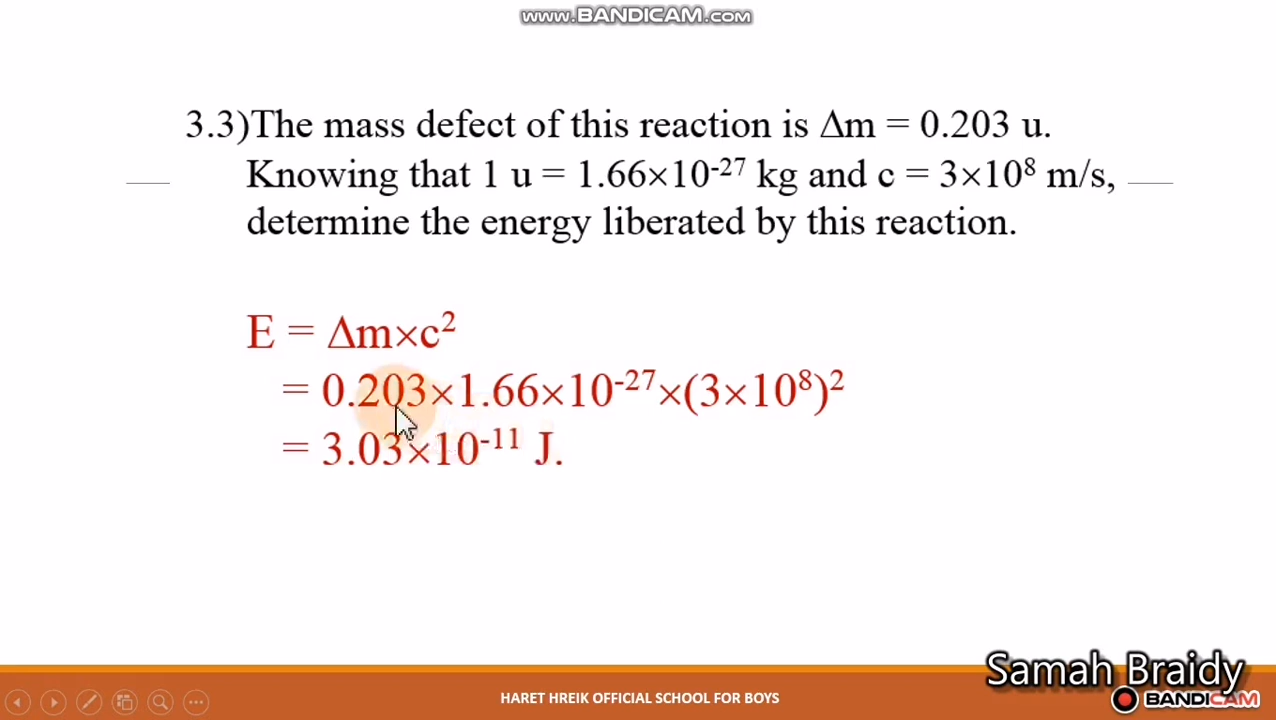 www.BANDICAM.com
3.3)The mass defect of this reaction is Δm = 0.203 u.
Knowing that 1 u = 1.66×10⁻²⁷ kg and c = 3×10⁸ m/s,
determine the energy liberated by this reaction.
E = Δm×c²
= 0.203×1.66×10⁻²⁷×(3×10⁸)²
= 3.03×10⁻¹¹ J.
Samah Braidy
HARET HREIK OFFICIAL SCHOOL FOR BOYS
BANDICAM